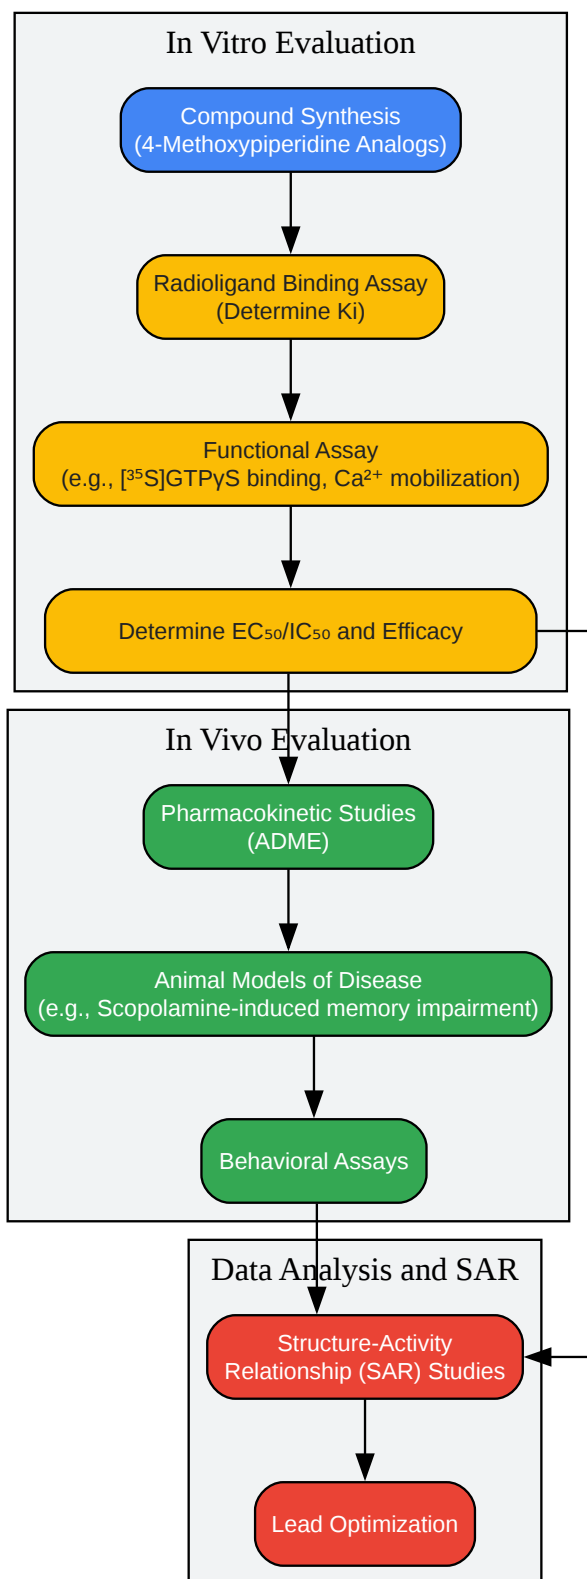 In Vitro Evaluation
Compound Synthesis
(4-Methoxypiperidine Analogs)
Radioligand Binding Assay
(Determine Ki)
Functional Assay
(e.g., [³⁵S]GTPγS binding, Ca²⁺ mobilization)
Determine EC₅₀/IC₅₀ and Efficacy
In Vivo Evaluation
Pharmacokinetic Studies
(ADME)
Animal Models of Disease
(e.g., Scopolamine-induced memory impairment)
Behavioral Assays
Data Analysis and SAR
Structure-Activity
Relationship (SAR) Studies
Lead Optimization